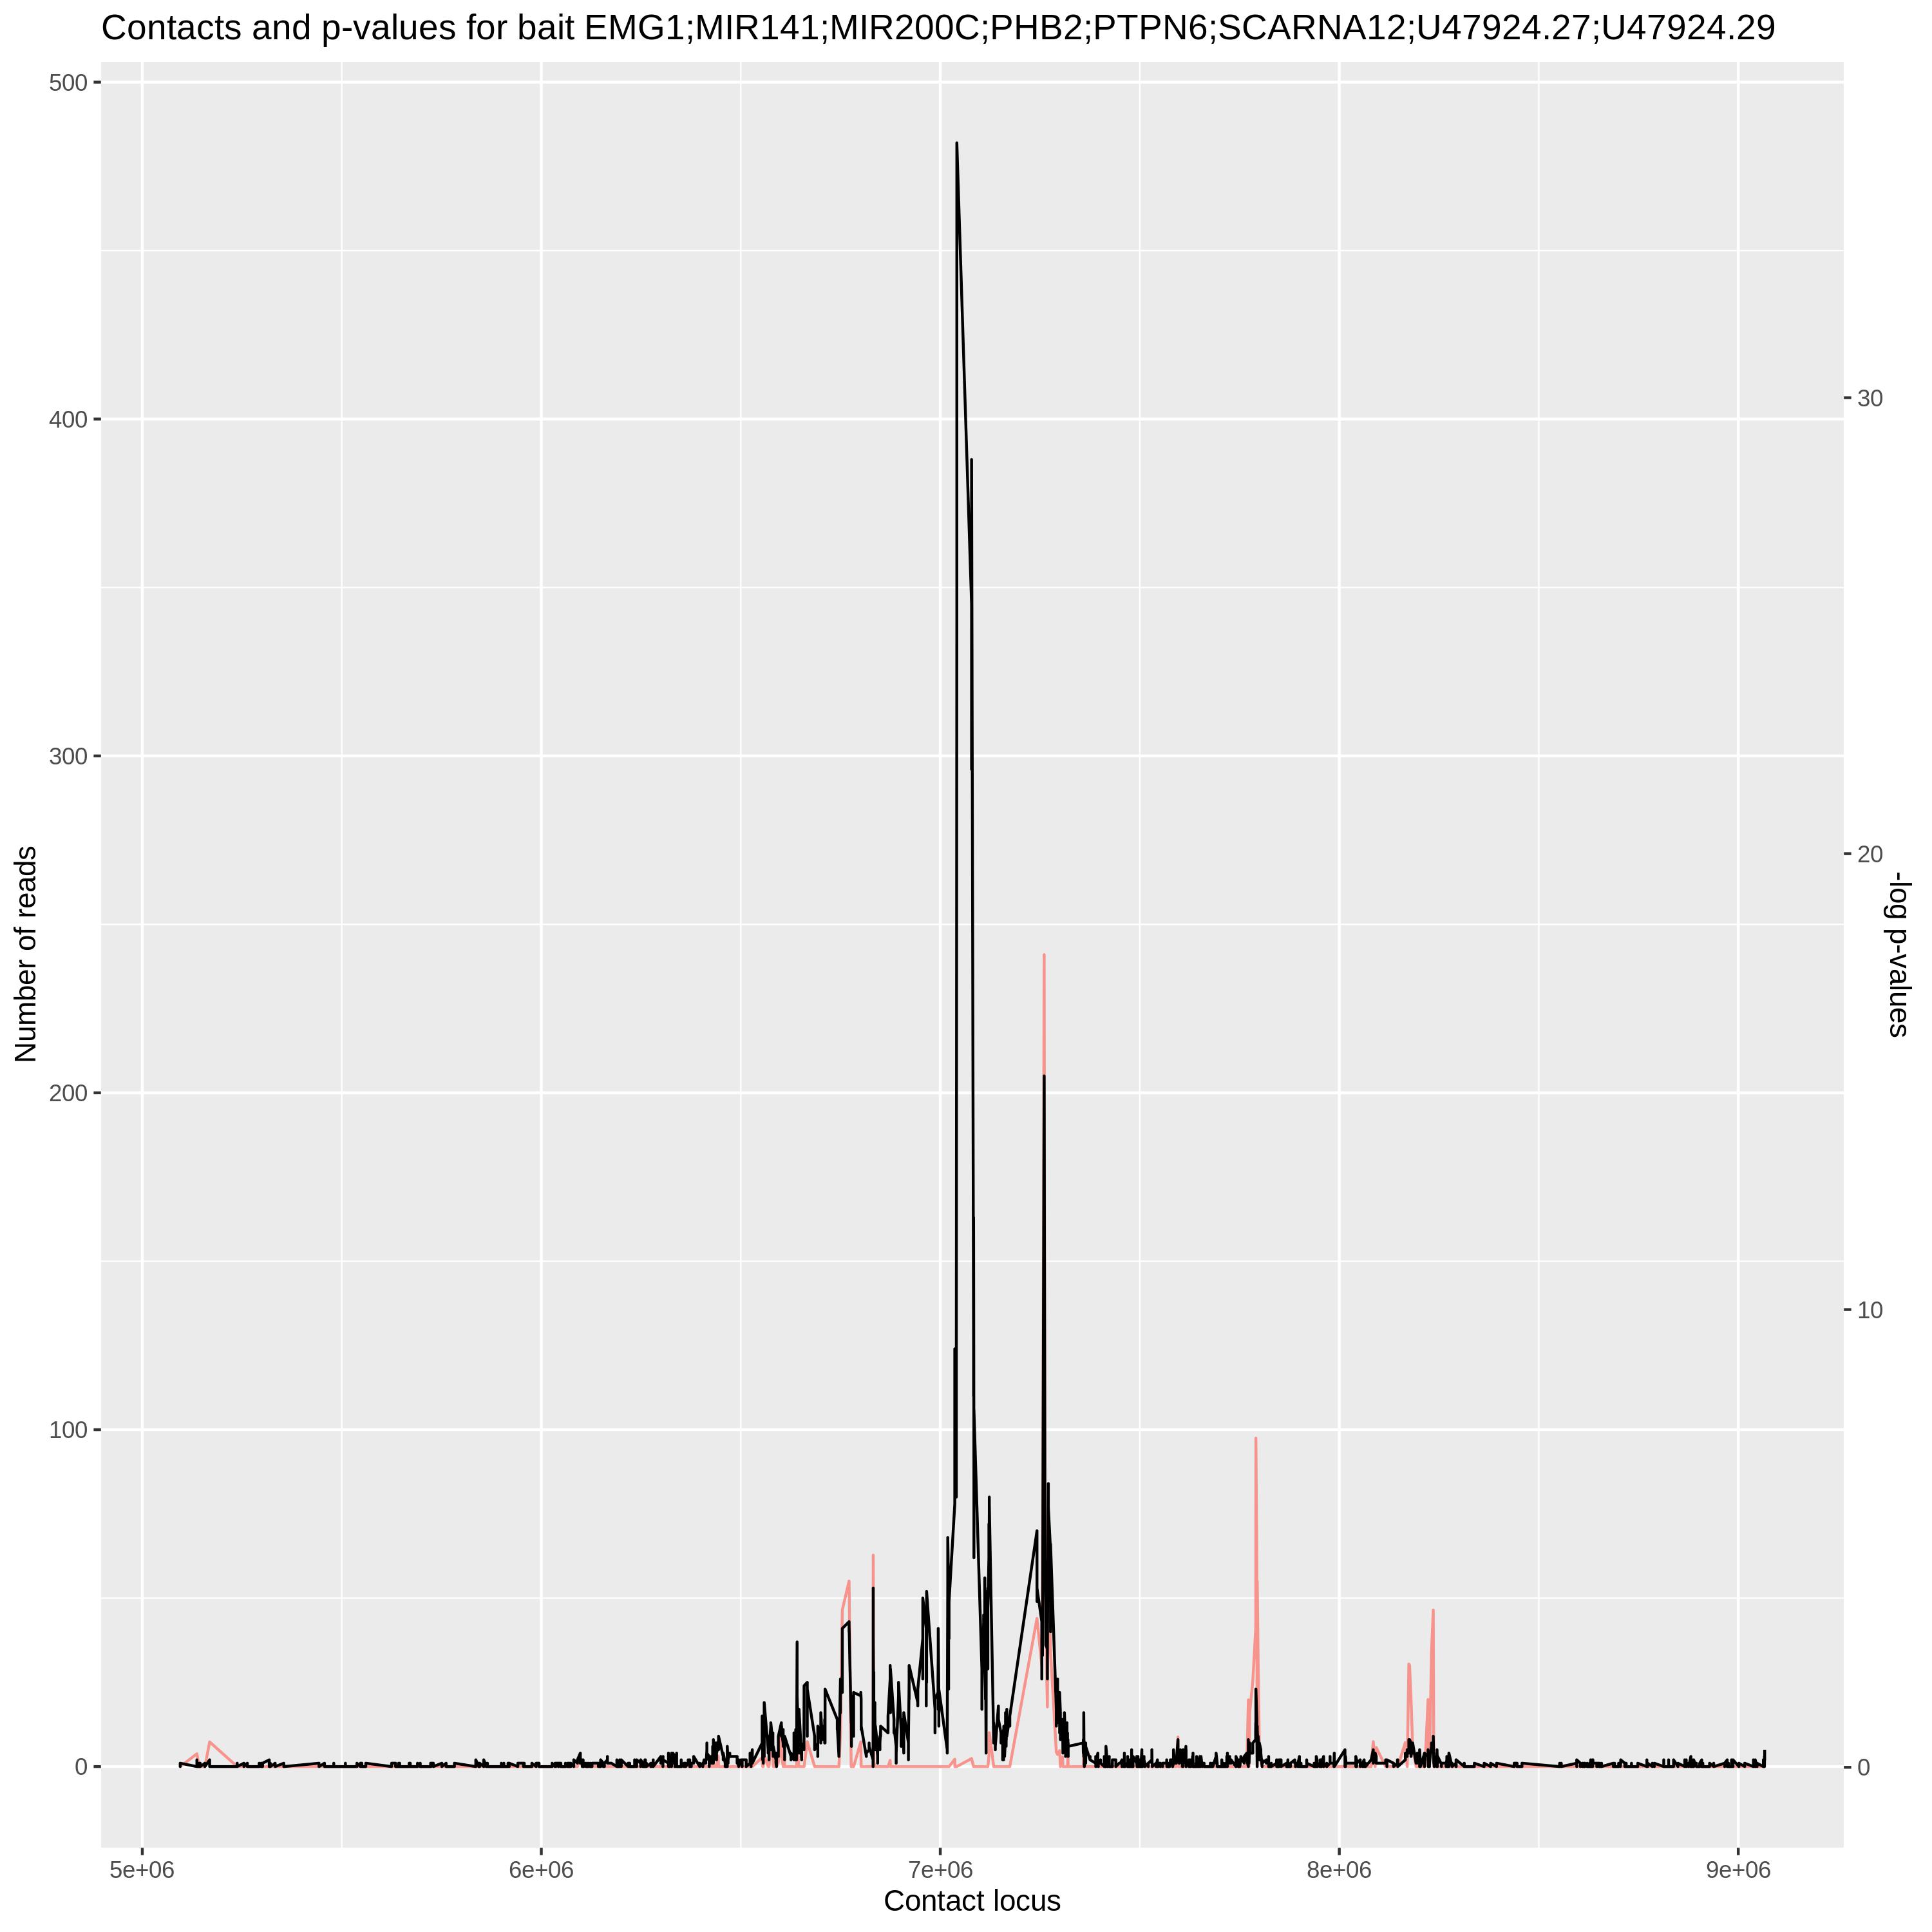 Contacts and p-values for bait EMG1;MIR141;MIR200C;PHB2;PTPN6;SCARNA12;U47924.27;U47924.29
500
400
300
200
100
0
Number of reads
30
20
10
0
-log p-values
5e+06
6e+06
7e+06
8e+06
9e+06
Contact locus